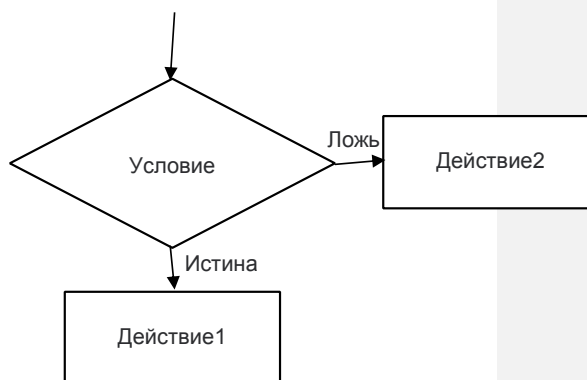 Условие
Ложь
Действие2
Истина
Действие1